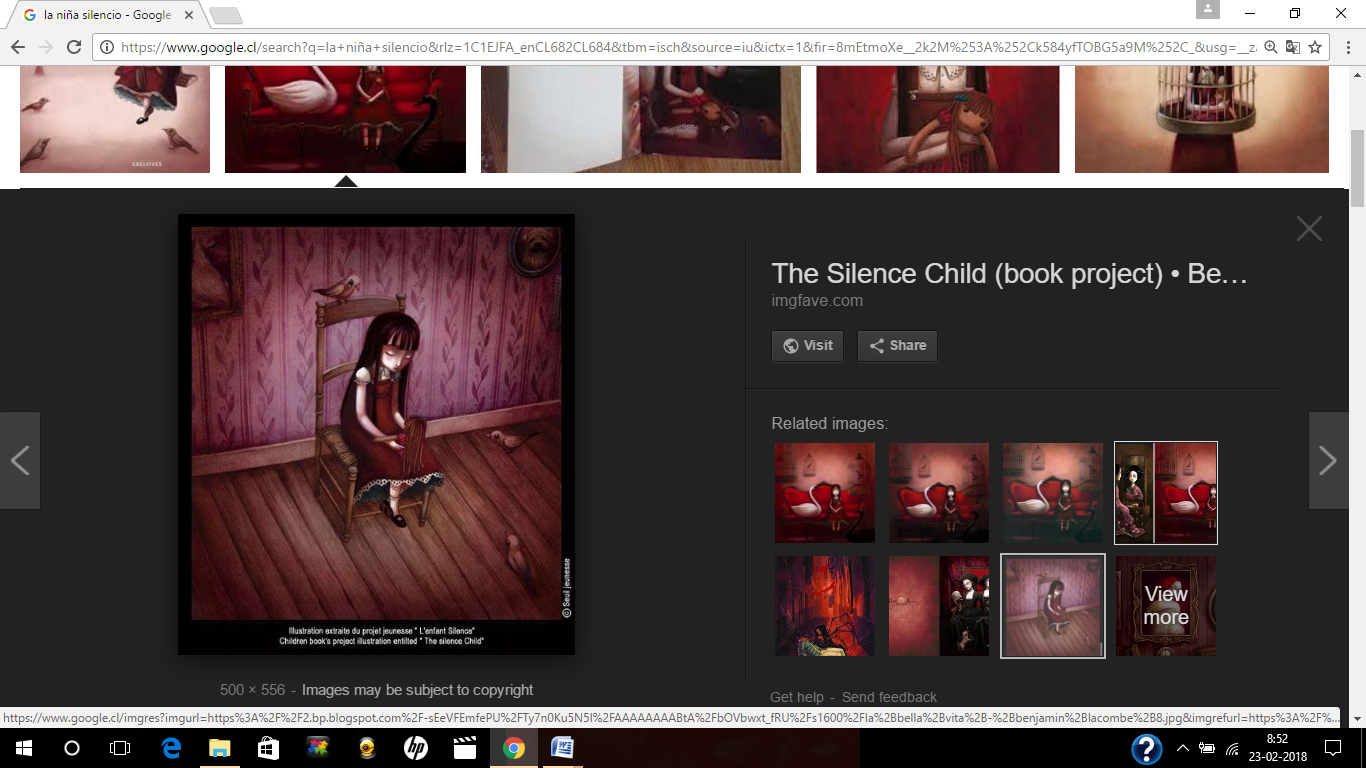 la niña silencio - Google
https://www.google.cl/search?q=la+niña+silencio&rlz=1C1EJFA_enCL682CL684&tbm=isch&source=iu&ictx=1&fir=8mEtmoXe__2k2M%253A%252Ck584yfTOBG5a9M%252C_&usg=__z
EDELVIVES
The Silence Child (book project) • Be…
imgfave.com
Visit
Share
Related images:
View
more
© Seuil jeunesse
Illustration extraite du projet jeunesse " L'enfant Silence"
Children book's project illustration entilted " The silence Child"
500 × 556 - Images may be subject to copyright
Get help - Send feedback
https://www.google.cl/imgres?imgurl=https%3A%2F%2F2.bp.blogspot.com%2F-sEeVFEmfePU%2FTy7n0Ku5N5I%2FAAAAAAAABtA%2FbOVbwxt_fRU%2Fs1600%2Fla%2Bbella%2Bvita%2B-%2Bbenjamin%2Blacombe%2B8.jpg&imgrefurl=https%3A%2F%...
8:52
23-02-2018